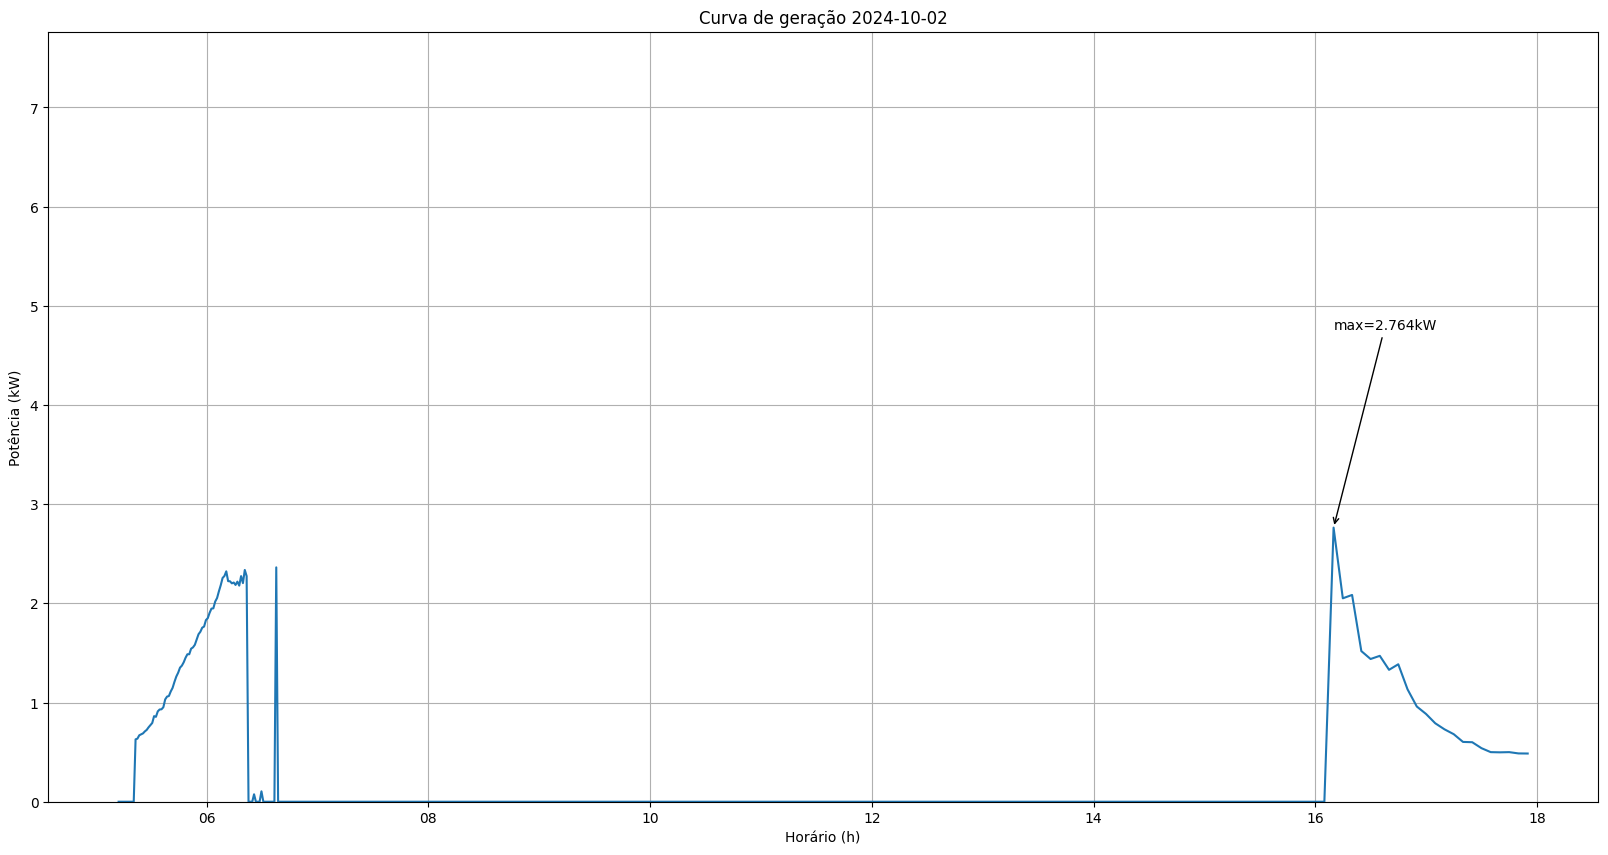 Curva de geração 2024-10-02
7
6
5
max=2.764kW
4
Potência (kW)
3
2
1
0
06 08 10 12 14 16 18
Horário (h)